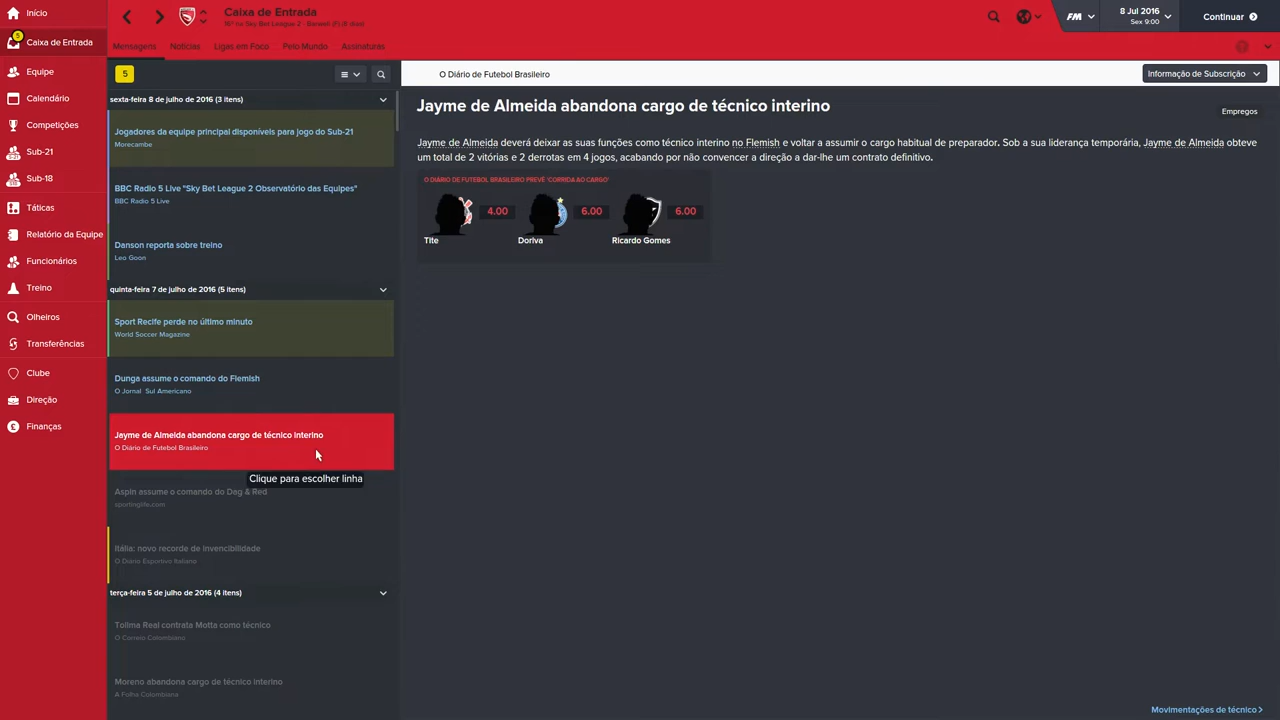 Início
5
Caixa de Entrada
Equipe
Calendário
Competições
Sub-21
Sub-18
Táticas
Relatório da Equipe
Funcionários
Treino
Olheiros
Transferências
Clube
Direção
Finanças
Caixa de Entrada
FM
8 Jul 2016
Sex 9:00
Continuar
Mensagens
Notícias
Ligas em Foco
Pelo Mundo
Assinaturas
5
sexta-feira 8 de julho de 2016 (3 itens)
Jogadores da equipe principal disponíveis para jogo do Sub-21
Morecambe
BBC Radio 5 Live "Sky Bet League 2 Observatório das Equipes"
BBC Radio 5 Live
Danson reporta sobre treino
Leo Goon
quinta-feira 7 de julho de 2016 (5 itens)
Sport Recife perde no último minuto
World Soccer Magazine
Dunga assume o comando do Flemish
O Jornal Sul Americano
Jayme de Almeida abandona cargo de técnico interino
O Diário de Futebol Brasileiro
Clique para escolher linha
Aspin assume o comando do Dag & Red
sportinglife.com
Itália: novo recorde de invencibilidade
O Diário Esportivo Italiano
terça-feira 5 de julho de 2016 (4 itens)
Tolima Real contrata Motta como técnico
O Correio Colombiano
Moreno abandona cargo de técnico interino
A Folha Colombiana
O Diário de Futebol Brasileiro
Informação de Subscrição
Jayme de Almeida abandona cargo de técnico interino
Empregos
Jayme de Almeida deverá deixar as suas funções como técnico interino no Flemish e voltar a assumir o cargo habitual de preparador. Sob a sua liderança temporária, Jayme de Almeida obteve
um total de 2 vitórias e 2 derrotas em 4 jogos, acabando por não convencer a direção a dar-lhe um contrato definitivo.
O DIÁRIO DE FUTEBOL BRASILEIRO PREVÊ 'CORRIDA AO CARGO'
4.00
6.00
6.00
Tite
Doriva
Ricardo Gomes
Movimentações de técnico >